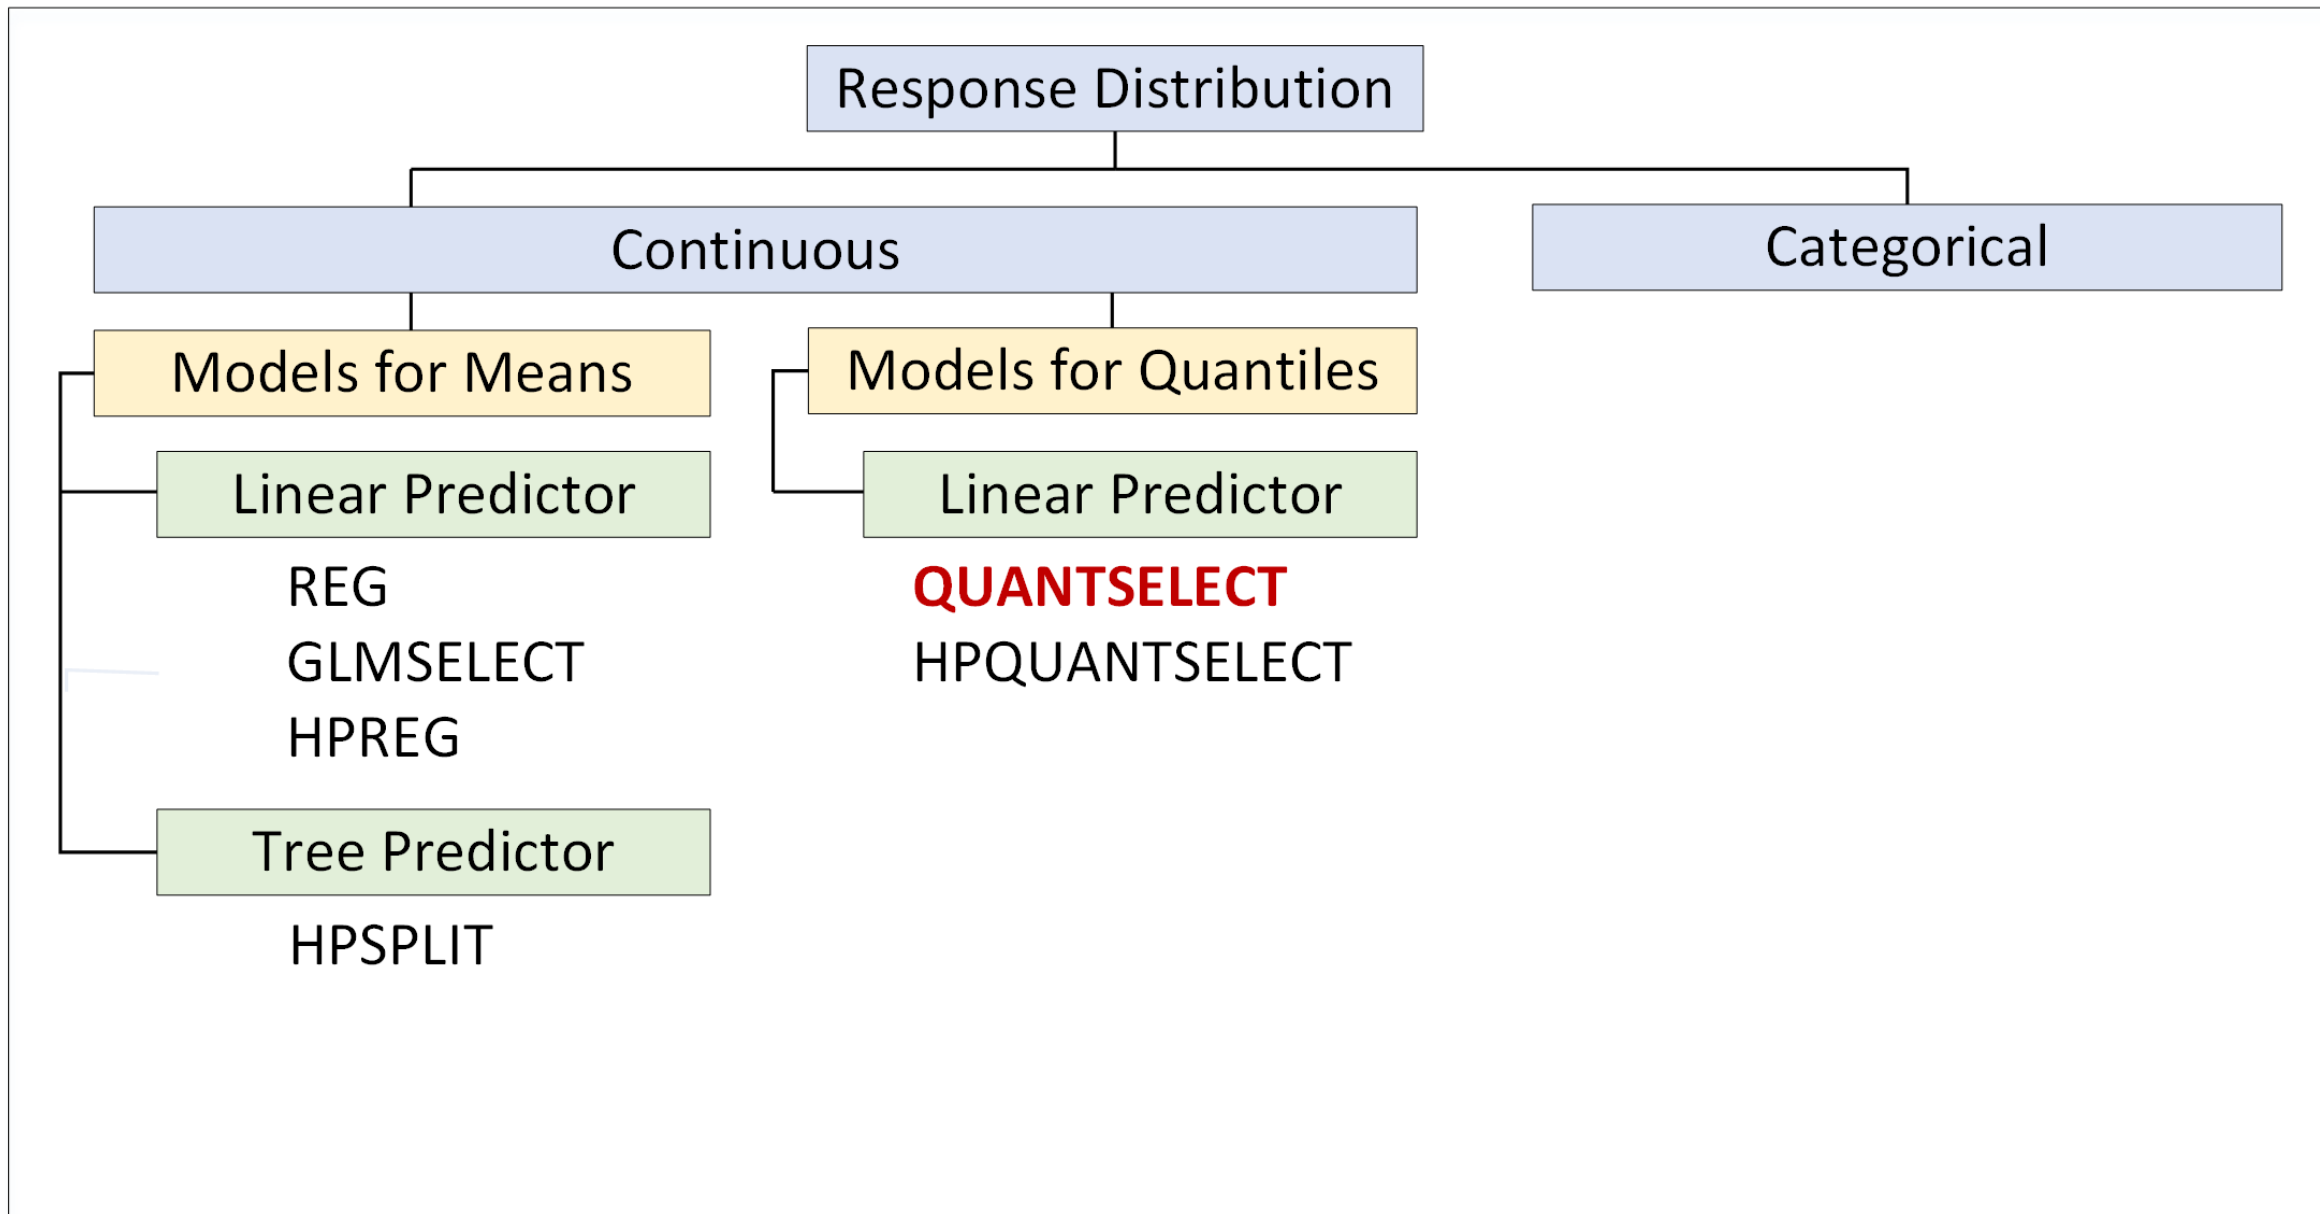 Response Distribution
Continuous
Categorical
Models for Means
Models for Quantiles
Linear Predictor
Linear Predictor
REG
QUANTSELECT
GLMSELECT
HPQUANTSELECT
HPREG
Tree Predictor
HPSPLIT